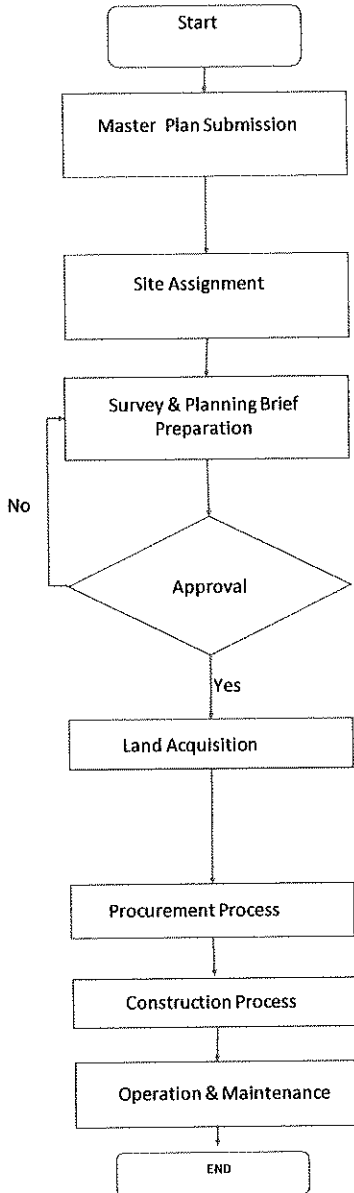 Start
Master Plan Submission
Site Assignment
Survey & Planning Brief
Preparation
No
Approval
Yes
Land Acquisition
Procurement Process
Construction Process
Operation & Maintenance
END